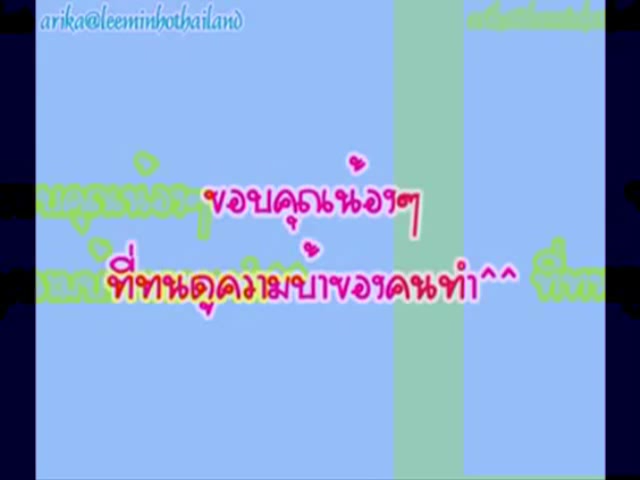 arika@leeminhothailand
ขอบคุณน้องๆ
ที่ทนดูความบ้าของคนทำ^^